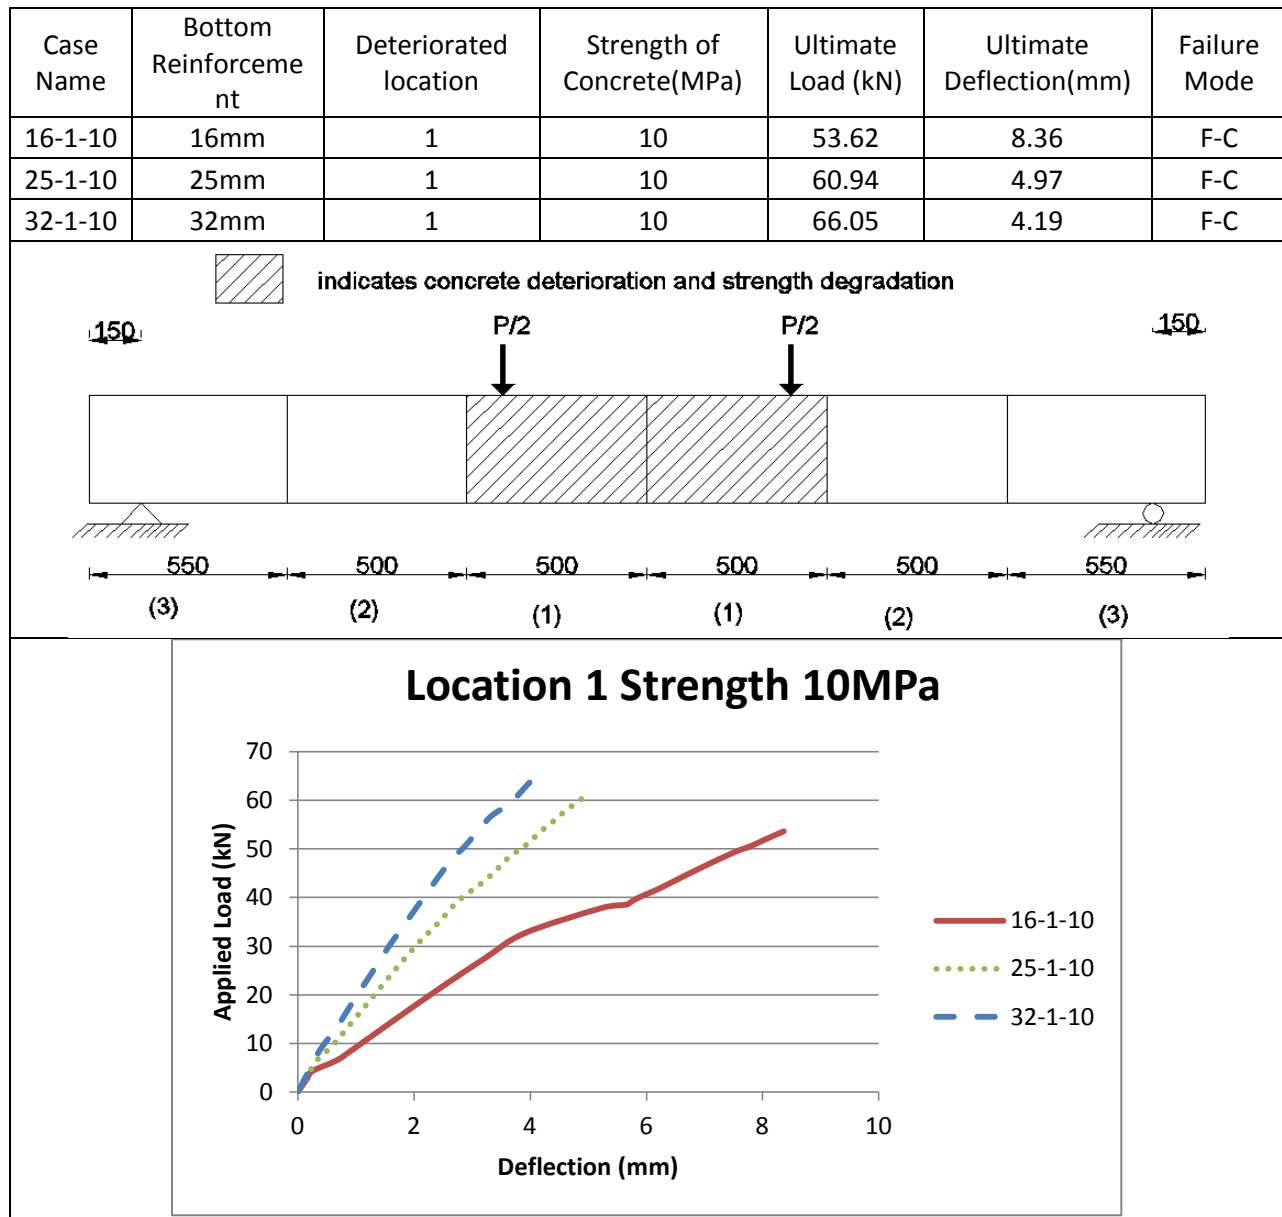 Case Name Bottom Reinforceme nt Deteriorated location Strength of Concrete(MPa) Ultimate Load (kN) Ultimate Deflection(mm) Failure Mode
16-1-10 16mm 1 10 53.62 8.36 F-C
25-1-10 25mm 1 10 60.94 4.97 F-C
32-1-10 32mm 1 10 66.05 4.19 F-C
indicates concrete deterioration and strength degradation
150 P/2 P/2 150
550 500 500 500 500 550
(3) (2) (1) (1) (2) (3)
Location 1 Strength 10MPa
70
60
50
40
30
20
10
0
Applied Load (kN)
0 2 4 6 8 10
Deflection (mm)
16-1-10
25-1-10
32-1-10